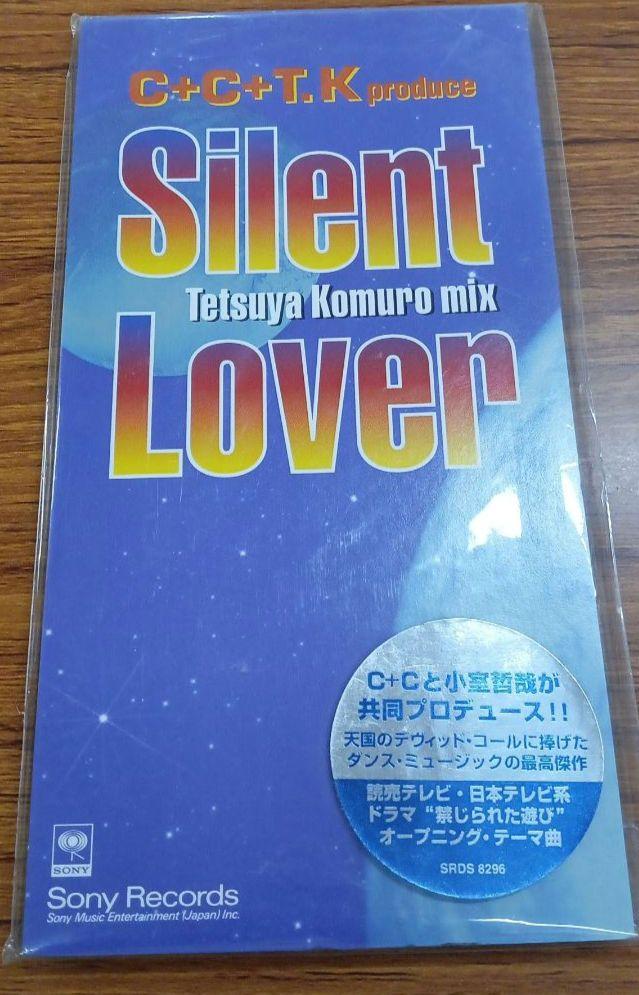 C+C+T.K produce
Silent
Tetsuya Komuro mix
Lover
C+Cと小室哲哉が
共同プロデュース!!
天国のデヴィッド・コールに捧げた
ダンス・ミュージックの最高傑作
読売テレビ・日本テレビ系
ドラマ“禁じられた遊び”
オープニング・テーマ曲
SRDS 8296
SONY
Sony Records
Sony Music Entertainment (Japan) Inc.